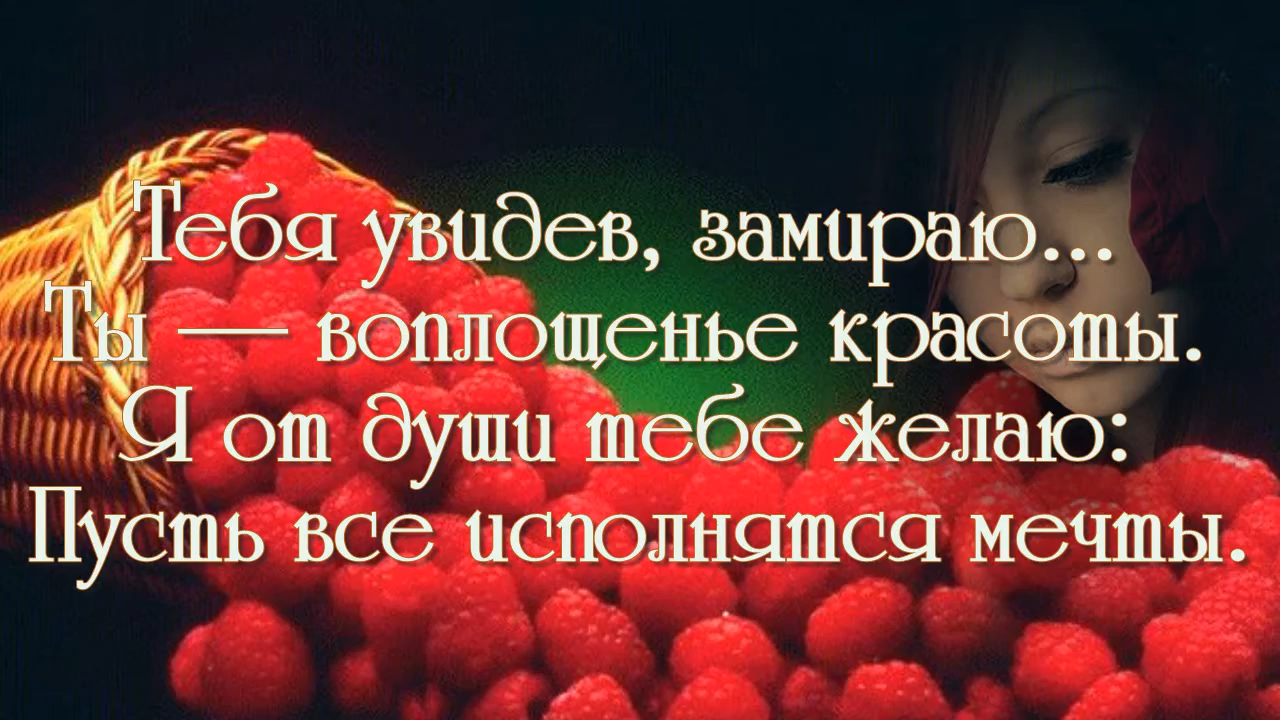 Тебя увидев, замираю...
Ты — воплощенье красоты.
Я от души тебе желаю:
Пусть все исполнятся мечты.